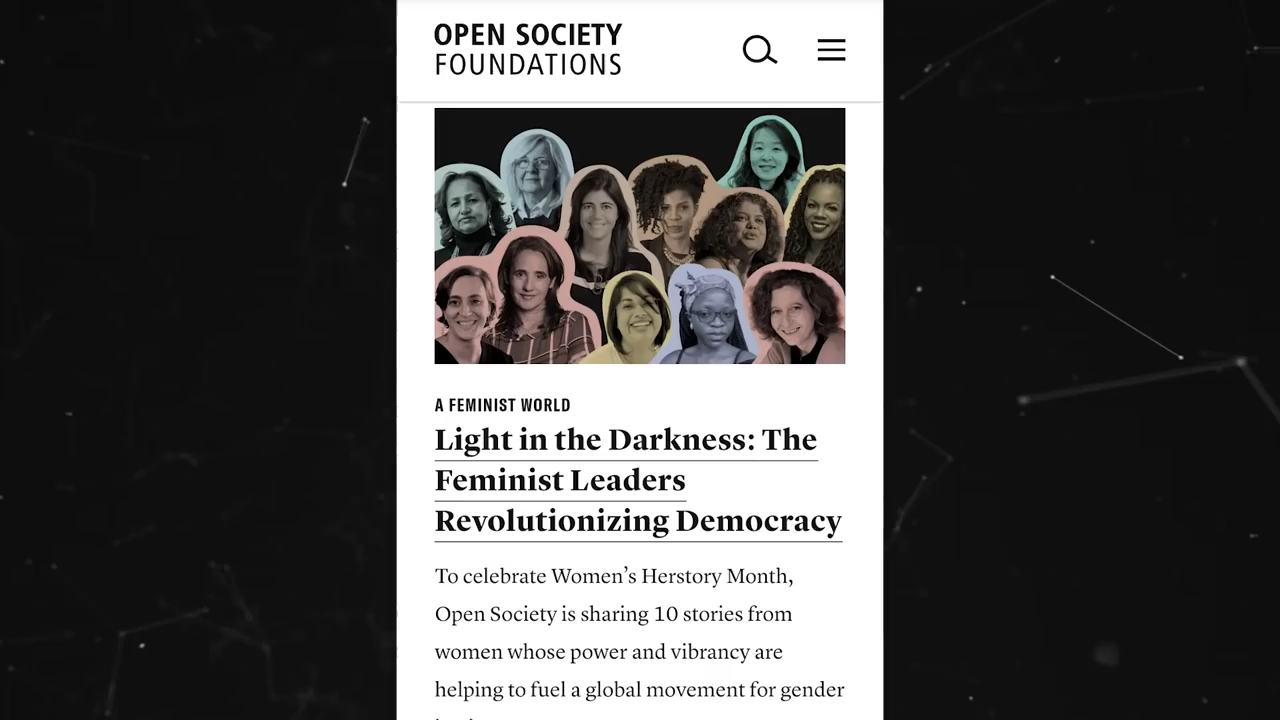 OPEN SOCIETY
FOUNDATIONS
A FEMINIST WORLD
Light in the Darkness: The
Feminist Leaders
Revolutionizing Democracy
To celebrate Women’s Herstory Month,
Open Society is sharing 10 stories from
women whose power and vibrancy are
helping to fuel a global movement for gender